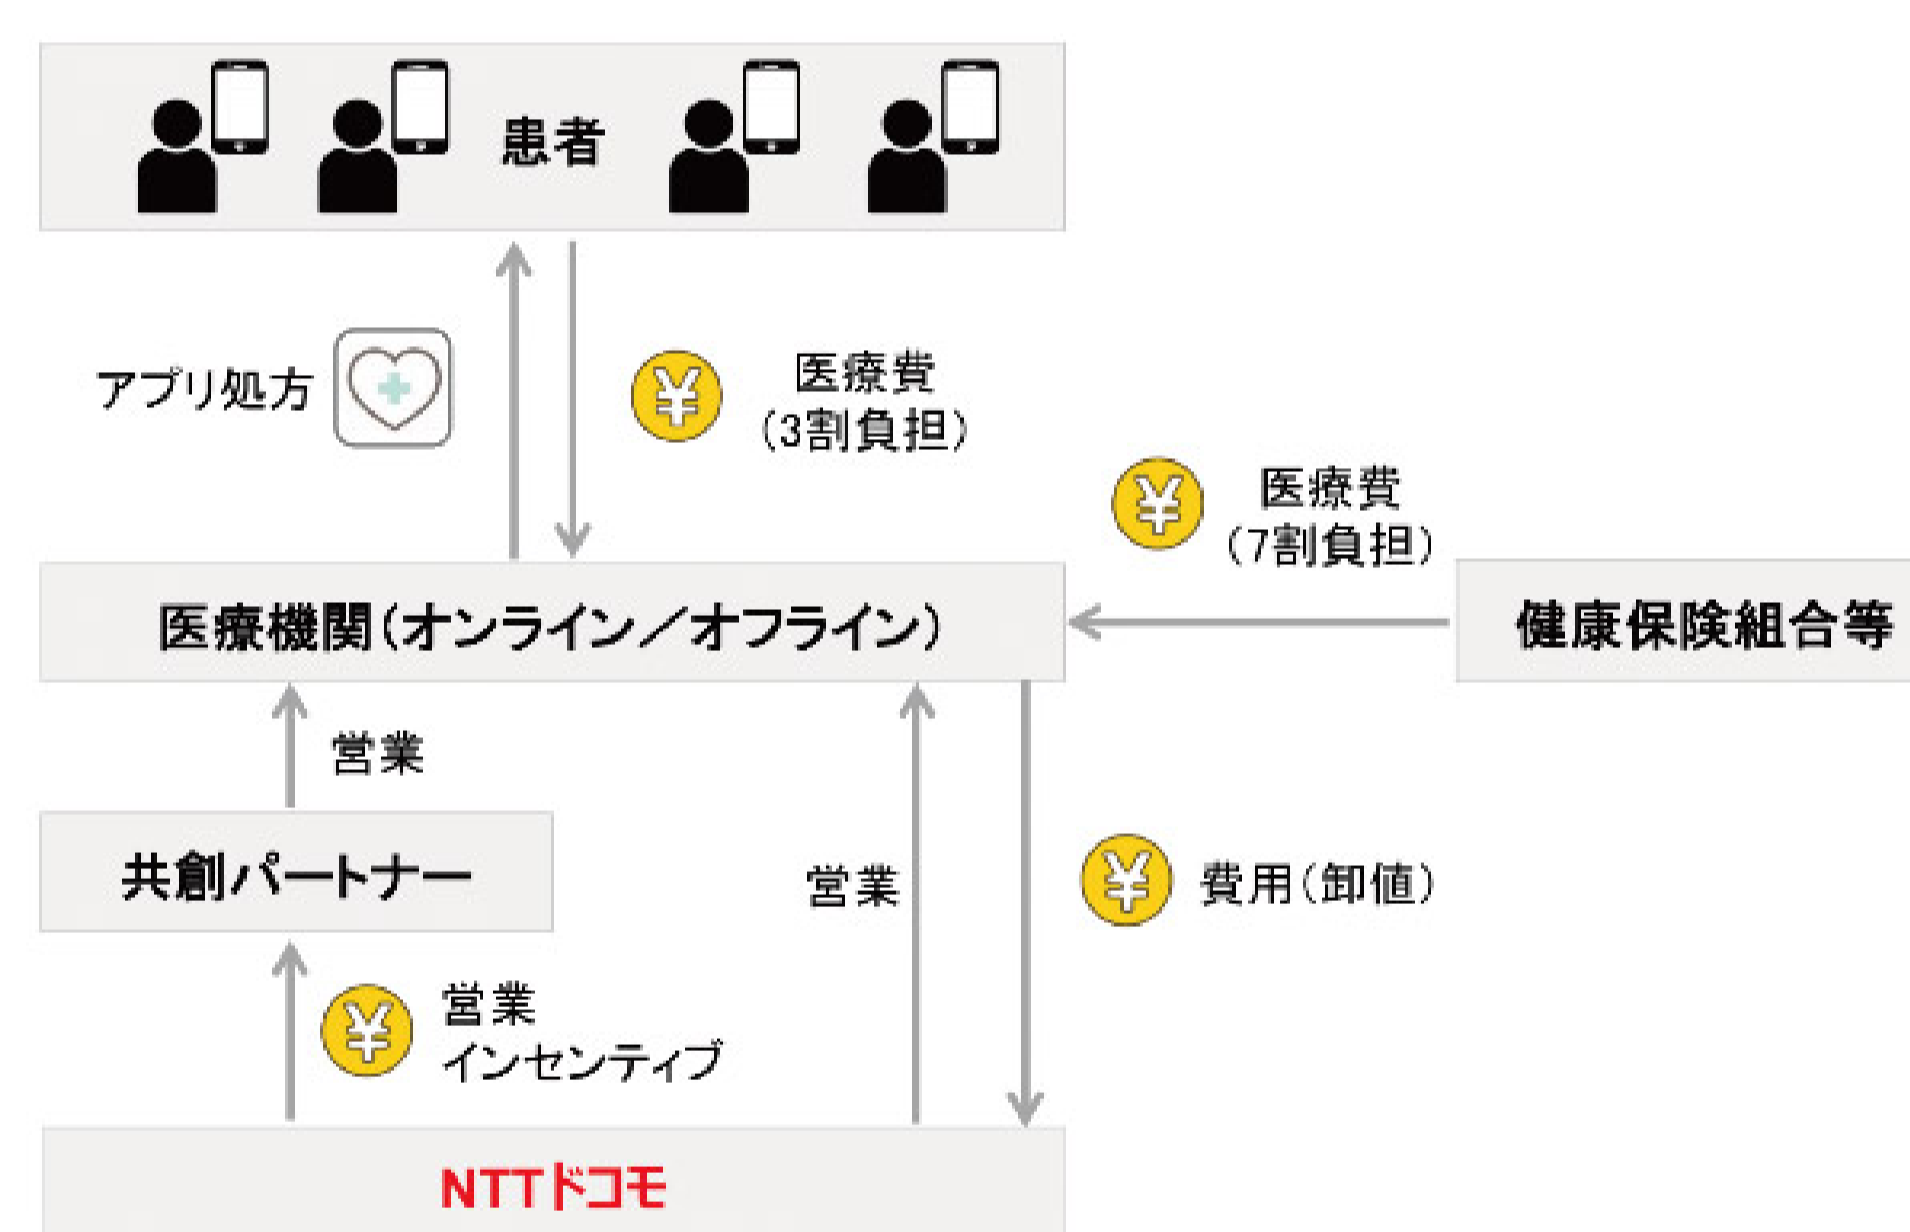 患者
アプリ処方
医療費
（3割負担）
医療費
（7割負担）
医療機関（オンライン／オフライン）
健康保険組合等
営業
共創パートナー
営業
費用（卸値）
営業
インセンティブ
NTTドコモ